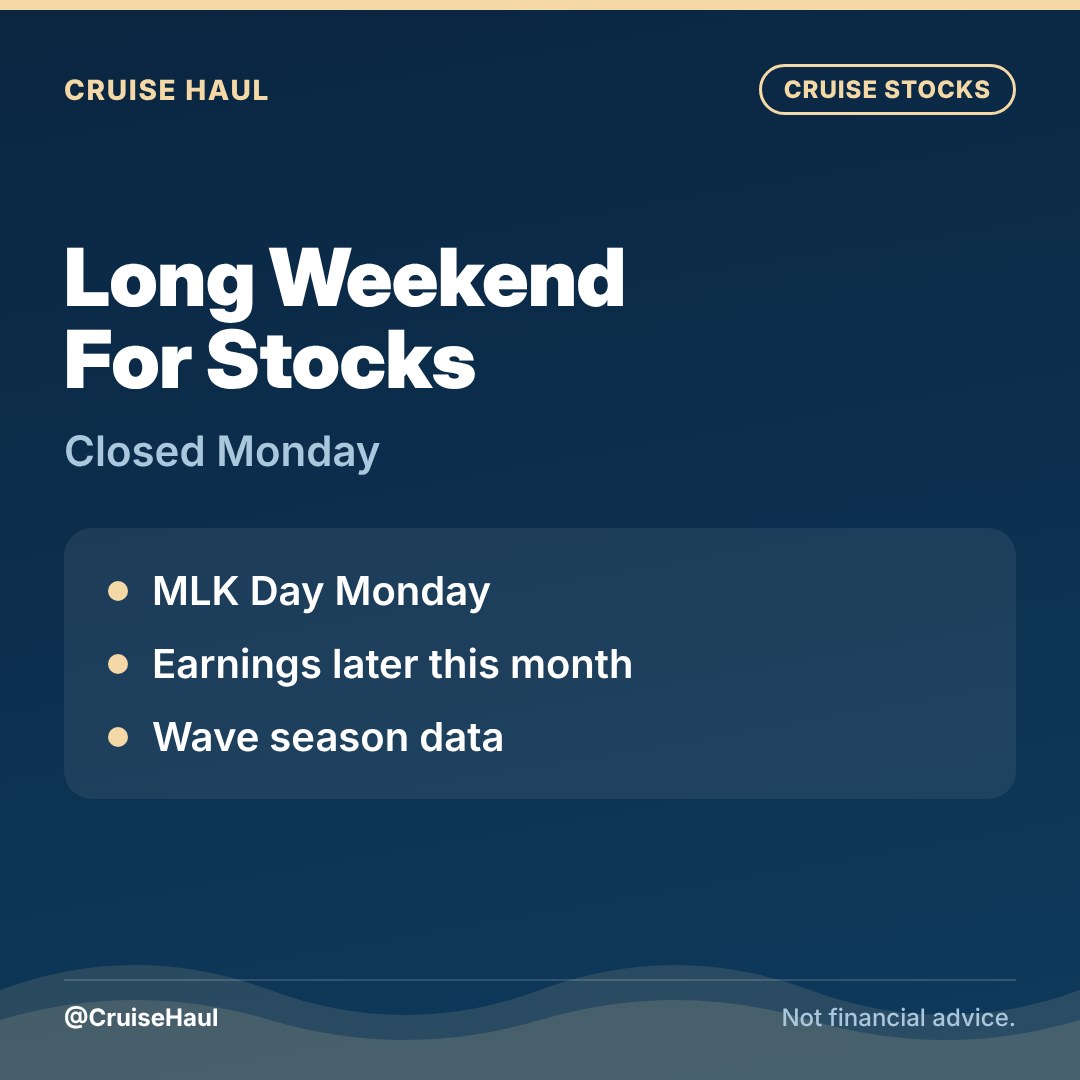 CRUISE HAUL
CRUISE STOCKS
Long Weekend
For Stocks
Closed Monday
MLK Day Monday
Earnings later this month
Wave season data
@CruiseHaul
Not financial advice.